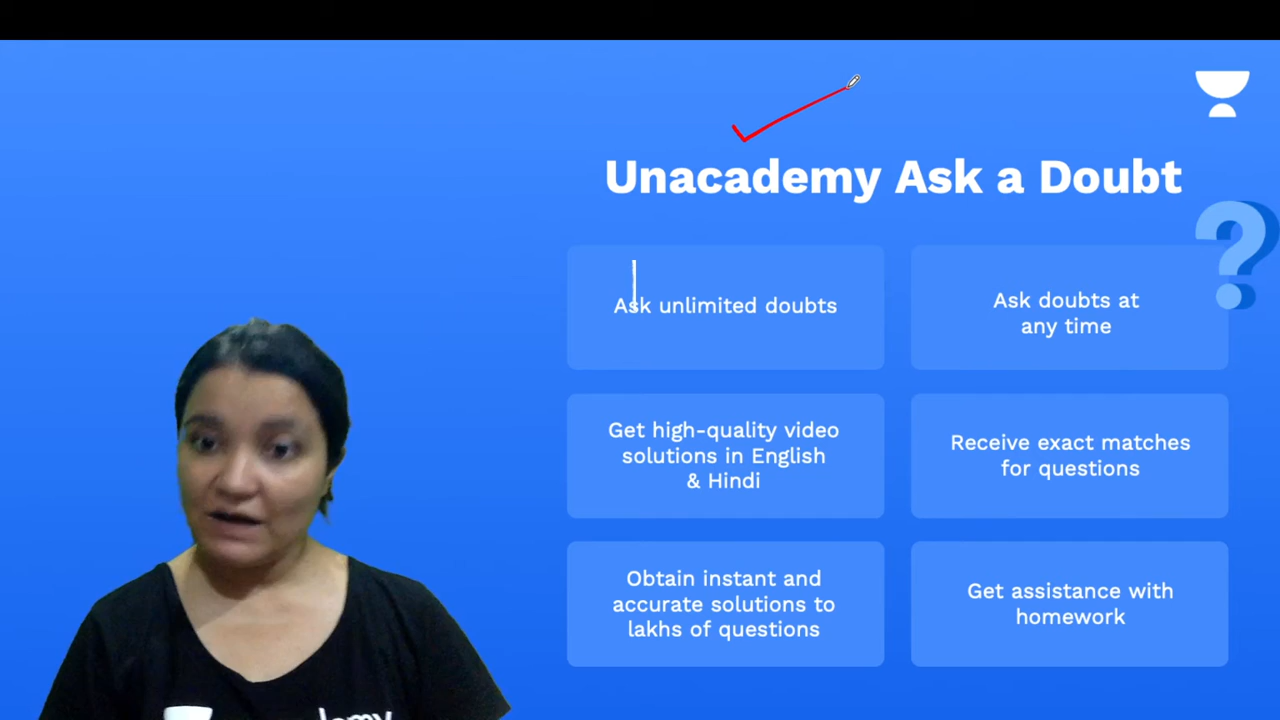 Unacademy Ask a Doubt
Ask unlimited doubts
Ask doubts at
any time
Get high-quality video
solutions in English
& Hindi
Receive exact matches
for questions
Obtain instant and
accurate solutions to
lakhs of questions
Get assistance with
homework
?